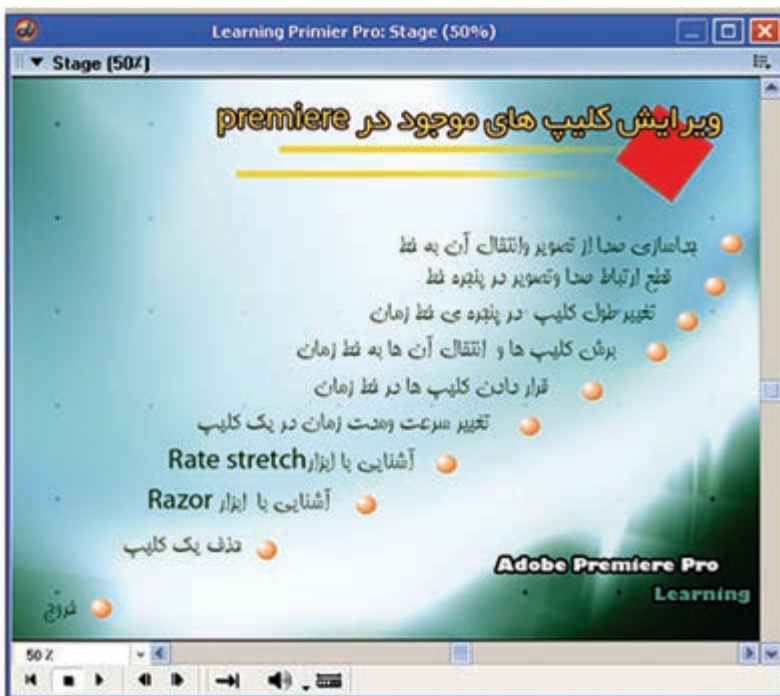 Learning Primier Pro: Stage (50%)
Stage (50%)
ویرایش کلیپ های موجود در premiere
جداسازی صدا از تصویر وانتقال آن به خط
قطع ارتباط صدا وتصویر در پنجره خط
تغییر طول کلیپ در پنجره ی خط زمان
برش کلیپ ها و انتقال آن ها به خط زمان
قرار دادن کلیپ ها در خط زمان
تغییر سرعت ومدت زمان در یک کلیپ
آشنایی با ابزار Rate stretch
آشنایی با ابزار Razor
حذف یک کلیپ
Adobe Premiere Pro
Learning
خروج
50 %